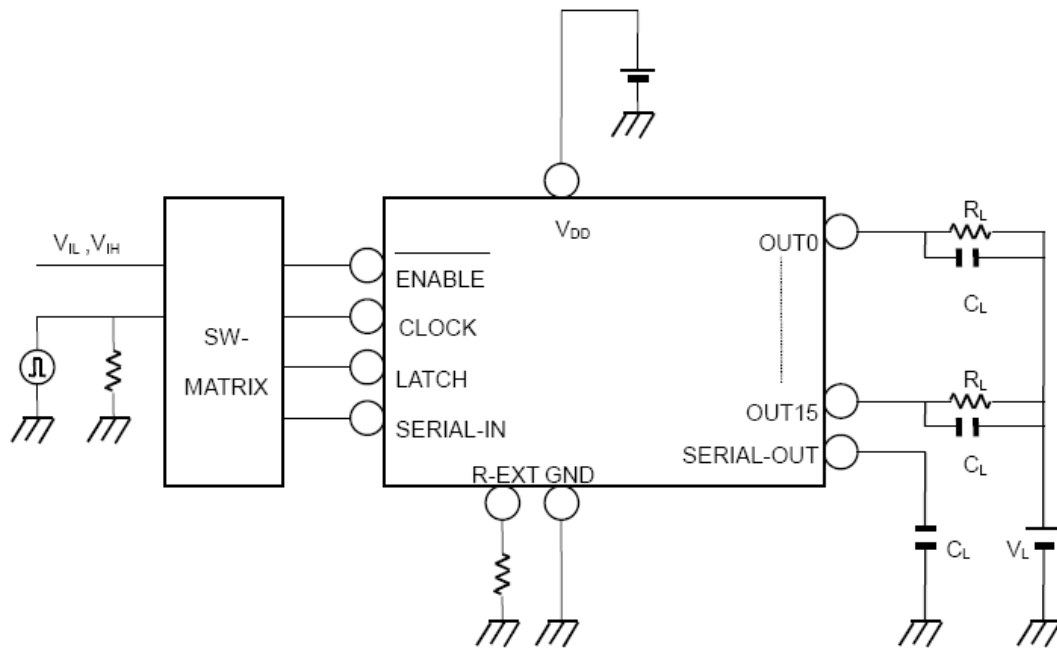 V_DD
V_IL ,V_IH
SW-
MATRIX
ENABLE
CLOCK
LATCH
SERIAL-IN
R-EXT GND
OUT0
OUT15
SERIAL-OUT
R_L
C_L
R_L
C_L
C_L
V_L